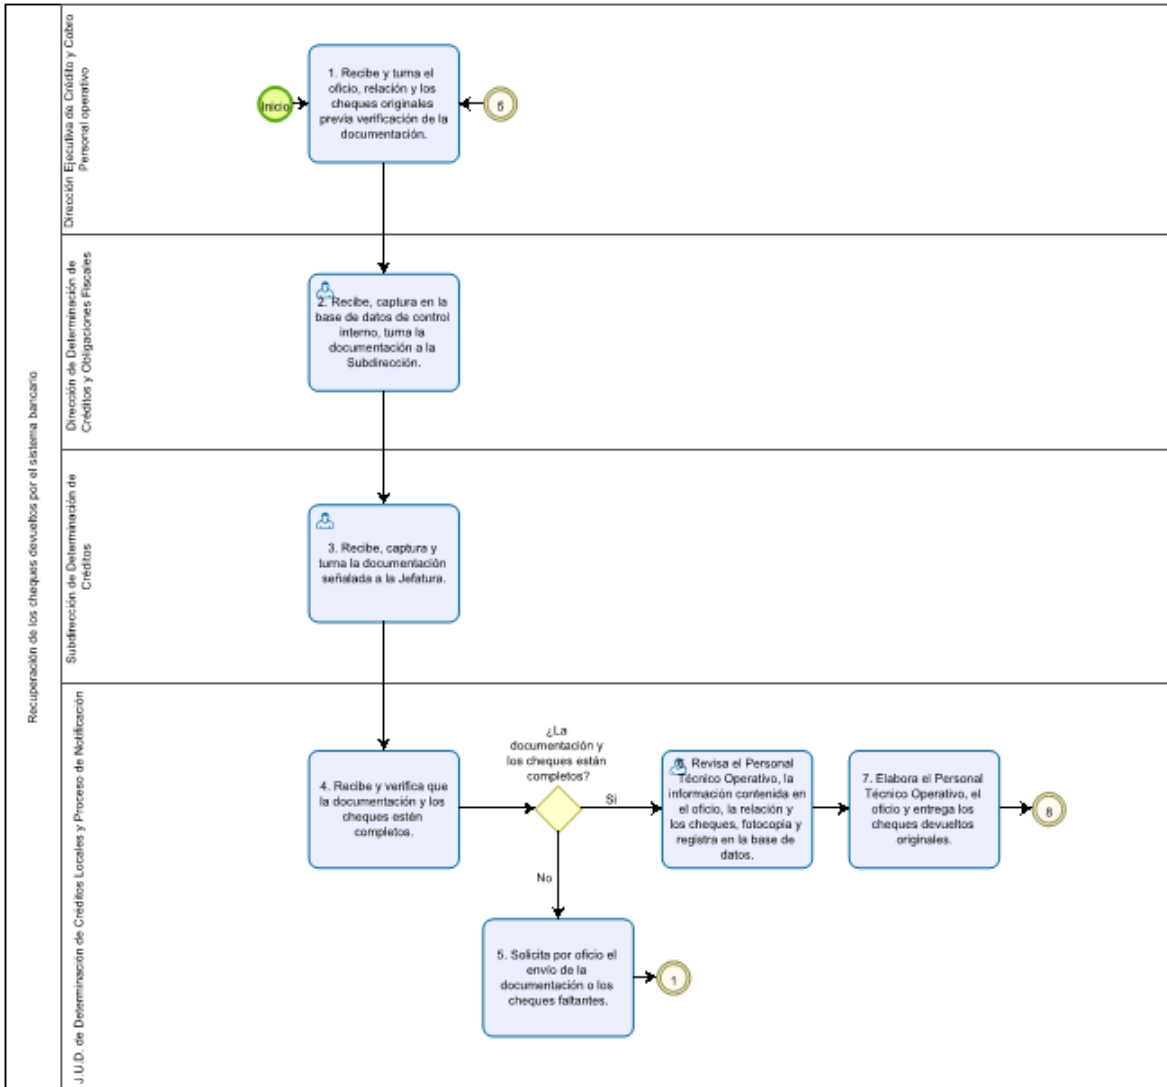 Recuperación de los cheques devueltos por el sistema bancario
Dirección Ejecutiva de Crédito y Cobro
Personal operativo
Inicio
1. Recibe y turna el
oficio, relación y los
cheques originales
previa verificación de la
documentación.
5
Dirección de Determinación de
Créditos y Obligaciones Fiscales
2. Recibe, captura en la
base de datos de control
interno, turna la
documentación a la
Subdirección.
Subdirección de Determinación de
Créditos
3. Recibe, captura y
turna la documentación
señalada a la Jefatura.
J.U.D. de Determinación de Créditos Locales y Proceso de Notificación
4. Recibe y verifica que
la documentación y los
cheques estén
completos.
¿La
documentación y
los cheques están
completos?
Si
No
Revisa el Personal
Técnico Operativo, la
información contenida en
el oficio, la relación y
los cheques, fotocopia y
registra en la base de
datos.
7. Elabora el Personal
Técnico Operativo, el
oficio y entrega los
cheques devueltos
originales.
8
5. Solicita por oficio el
envío de la
documentación o los
cheques faltantes.
1